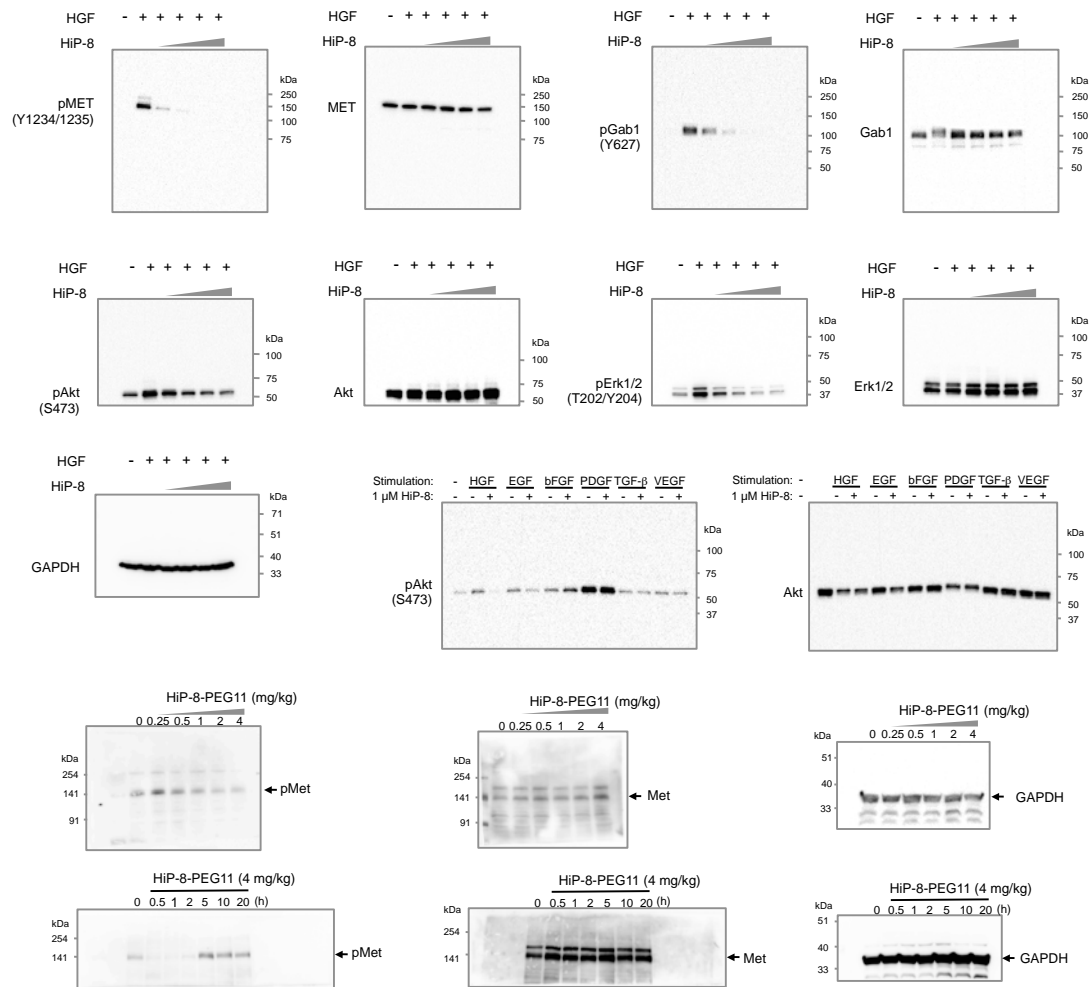 HGF - + + + + +
HiP-8
kDa
250
150
100
75
pMET
(Y1234/1235)
HGF - + + + + +
HiP-8
kDa
250
150
100
75
MET
HGF - + + + + +
HiP-8
kDa
250
150
100
75
50
pGab1
(Y627)
HGF - + + + + +
HiP-8
kDa
250
150
100
75
50
Gab1
HGF - + + + + +
HiP-8
kDa
100
75
50
pAkt
(S473)
HGF - + + + + +
HiP-8
kDa
100
75
50
Akt
HGF - + + + + +
HiP-8
kDa
100
75
50
37
pErk1/2
(T202/Y204)
HGF - + + + + +
HiP-8
kDa
100
75
50
37
Erk1/2
HGF - + + + + +
HiP-8
kDa
71
51
40
33
GAPDH
Stimulation: - HGF EGF bFGF PDGF TGF-β VEGF
1 µM HiP-8: - - + - + - + - + - + - +
kDa
100
75
50
37
pAkt
(S473)
Stimulation: - HGF EGF bFGF PDGF TGF-β VEGF
1 µM HiP-8: - - + - + - + - + - + - +
kDa
100
75
50
37
Akt
HiP-8-PEG11 (mg/kg)
0 0.25 0.5 1 2 4
kDa
254
141
91
pMet
HiP-8-PEG11 (mg/kg)
0 0.25 0.5 1 2 4
kDa
254
141
91
Met
HiP-8-PEG11 (mg/kg)
0 0.25 0.5 1 2 4
kDa
51
40
33
GAPDH
HiP-8-PEG11 (4 mg/kg)
0 0.5 1 2 5 10 20 (h)
kDa
254
141
pMet
HiP-8-PEG11 (4 mg/kg)
0 0.5 1 2 5 10 20 (h)
kDa
254
141
Met
HiP-8-PEG11 (4 mg/kg)
0 0.5 1 2 5 10 20 (h)
kDa
51
40
33
GAPDH